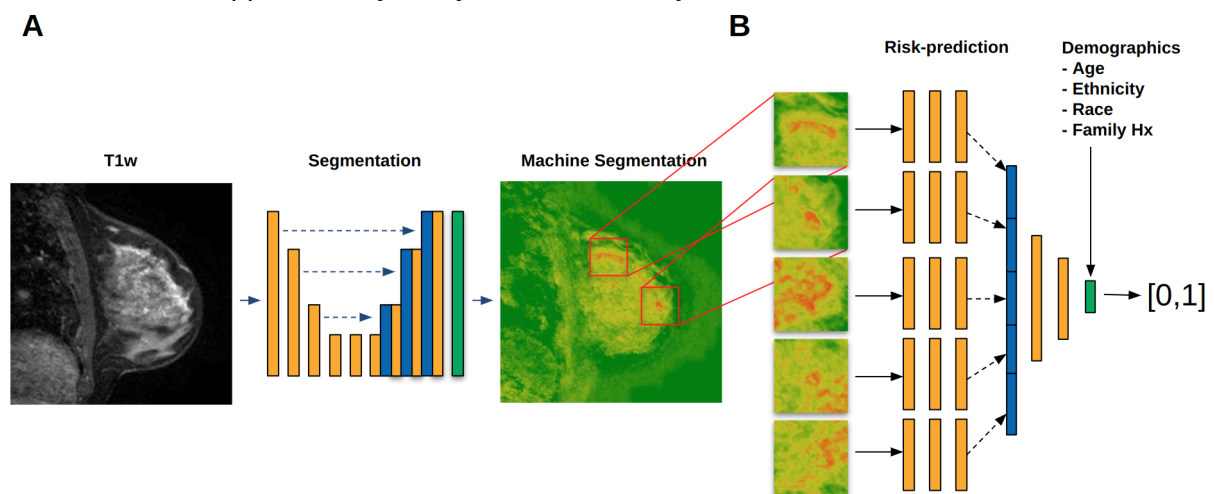 A
B
Risk-prediction
Demographics
- Age
- Ethnicity
- Race
- Family Hx
T1w
Segmentation
Machine Segmentation
[0,1]